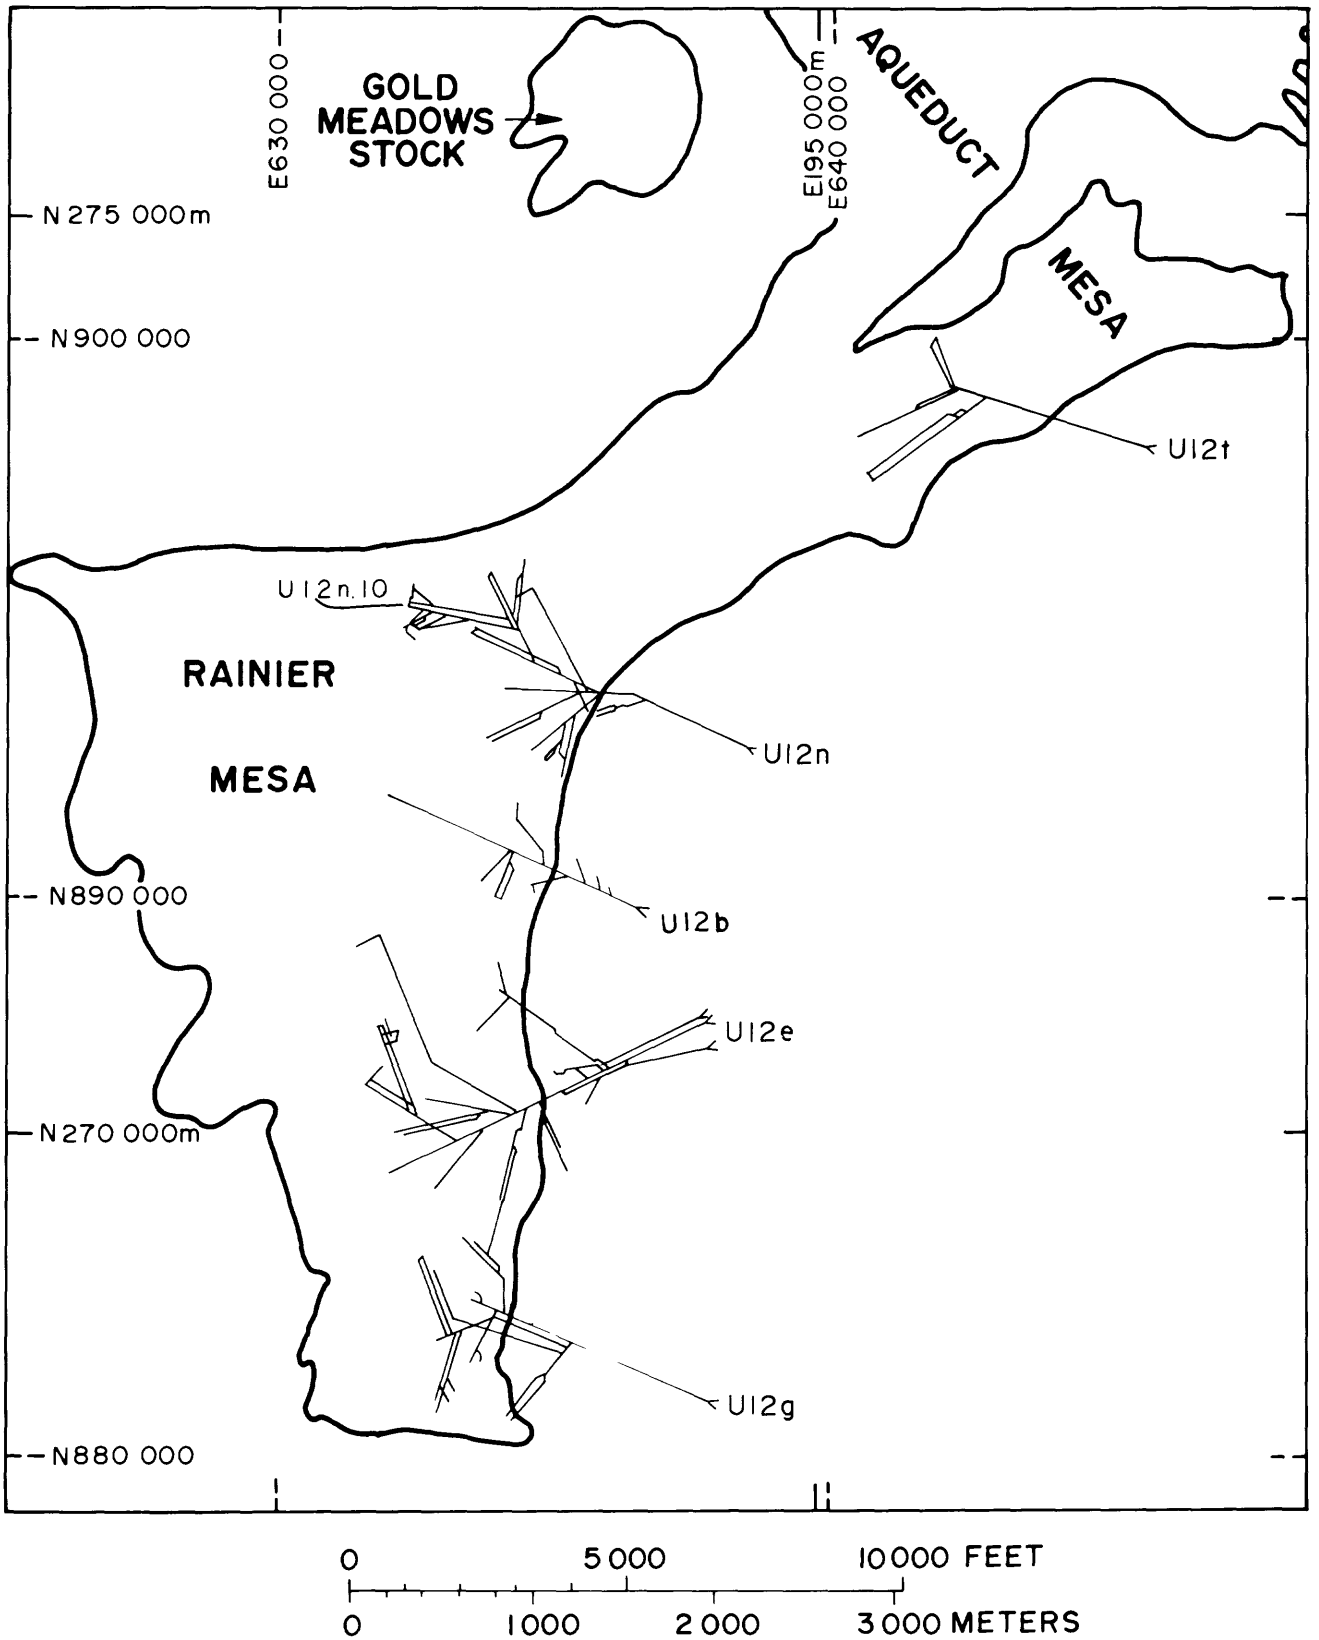 E630 000
GOLD
MEADOWS
STOCK
E195 000m
E640 000
AQUEDUCT
MESA
N 275 000m
N900 000
U12t
U12n.10
RAINIER
MESA
U12n
N890 000
U12b
U12e
N270 000m
U12g
N880 000
0 5000 10000 FEET
0 1000 2000 3000 METERS